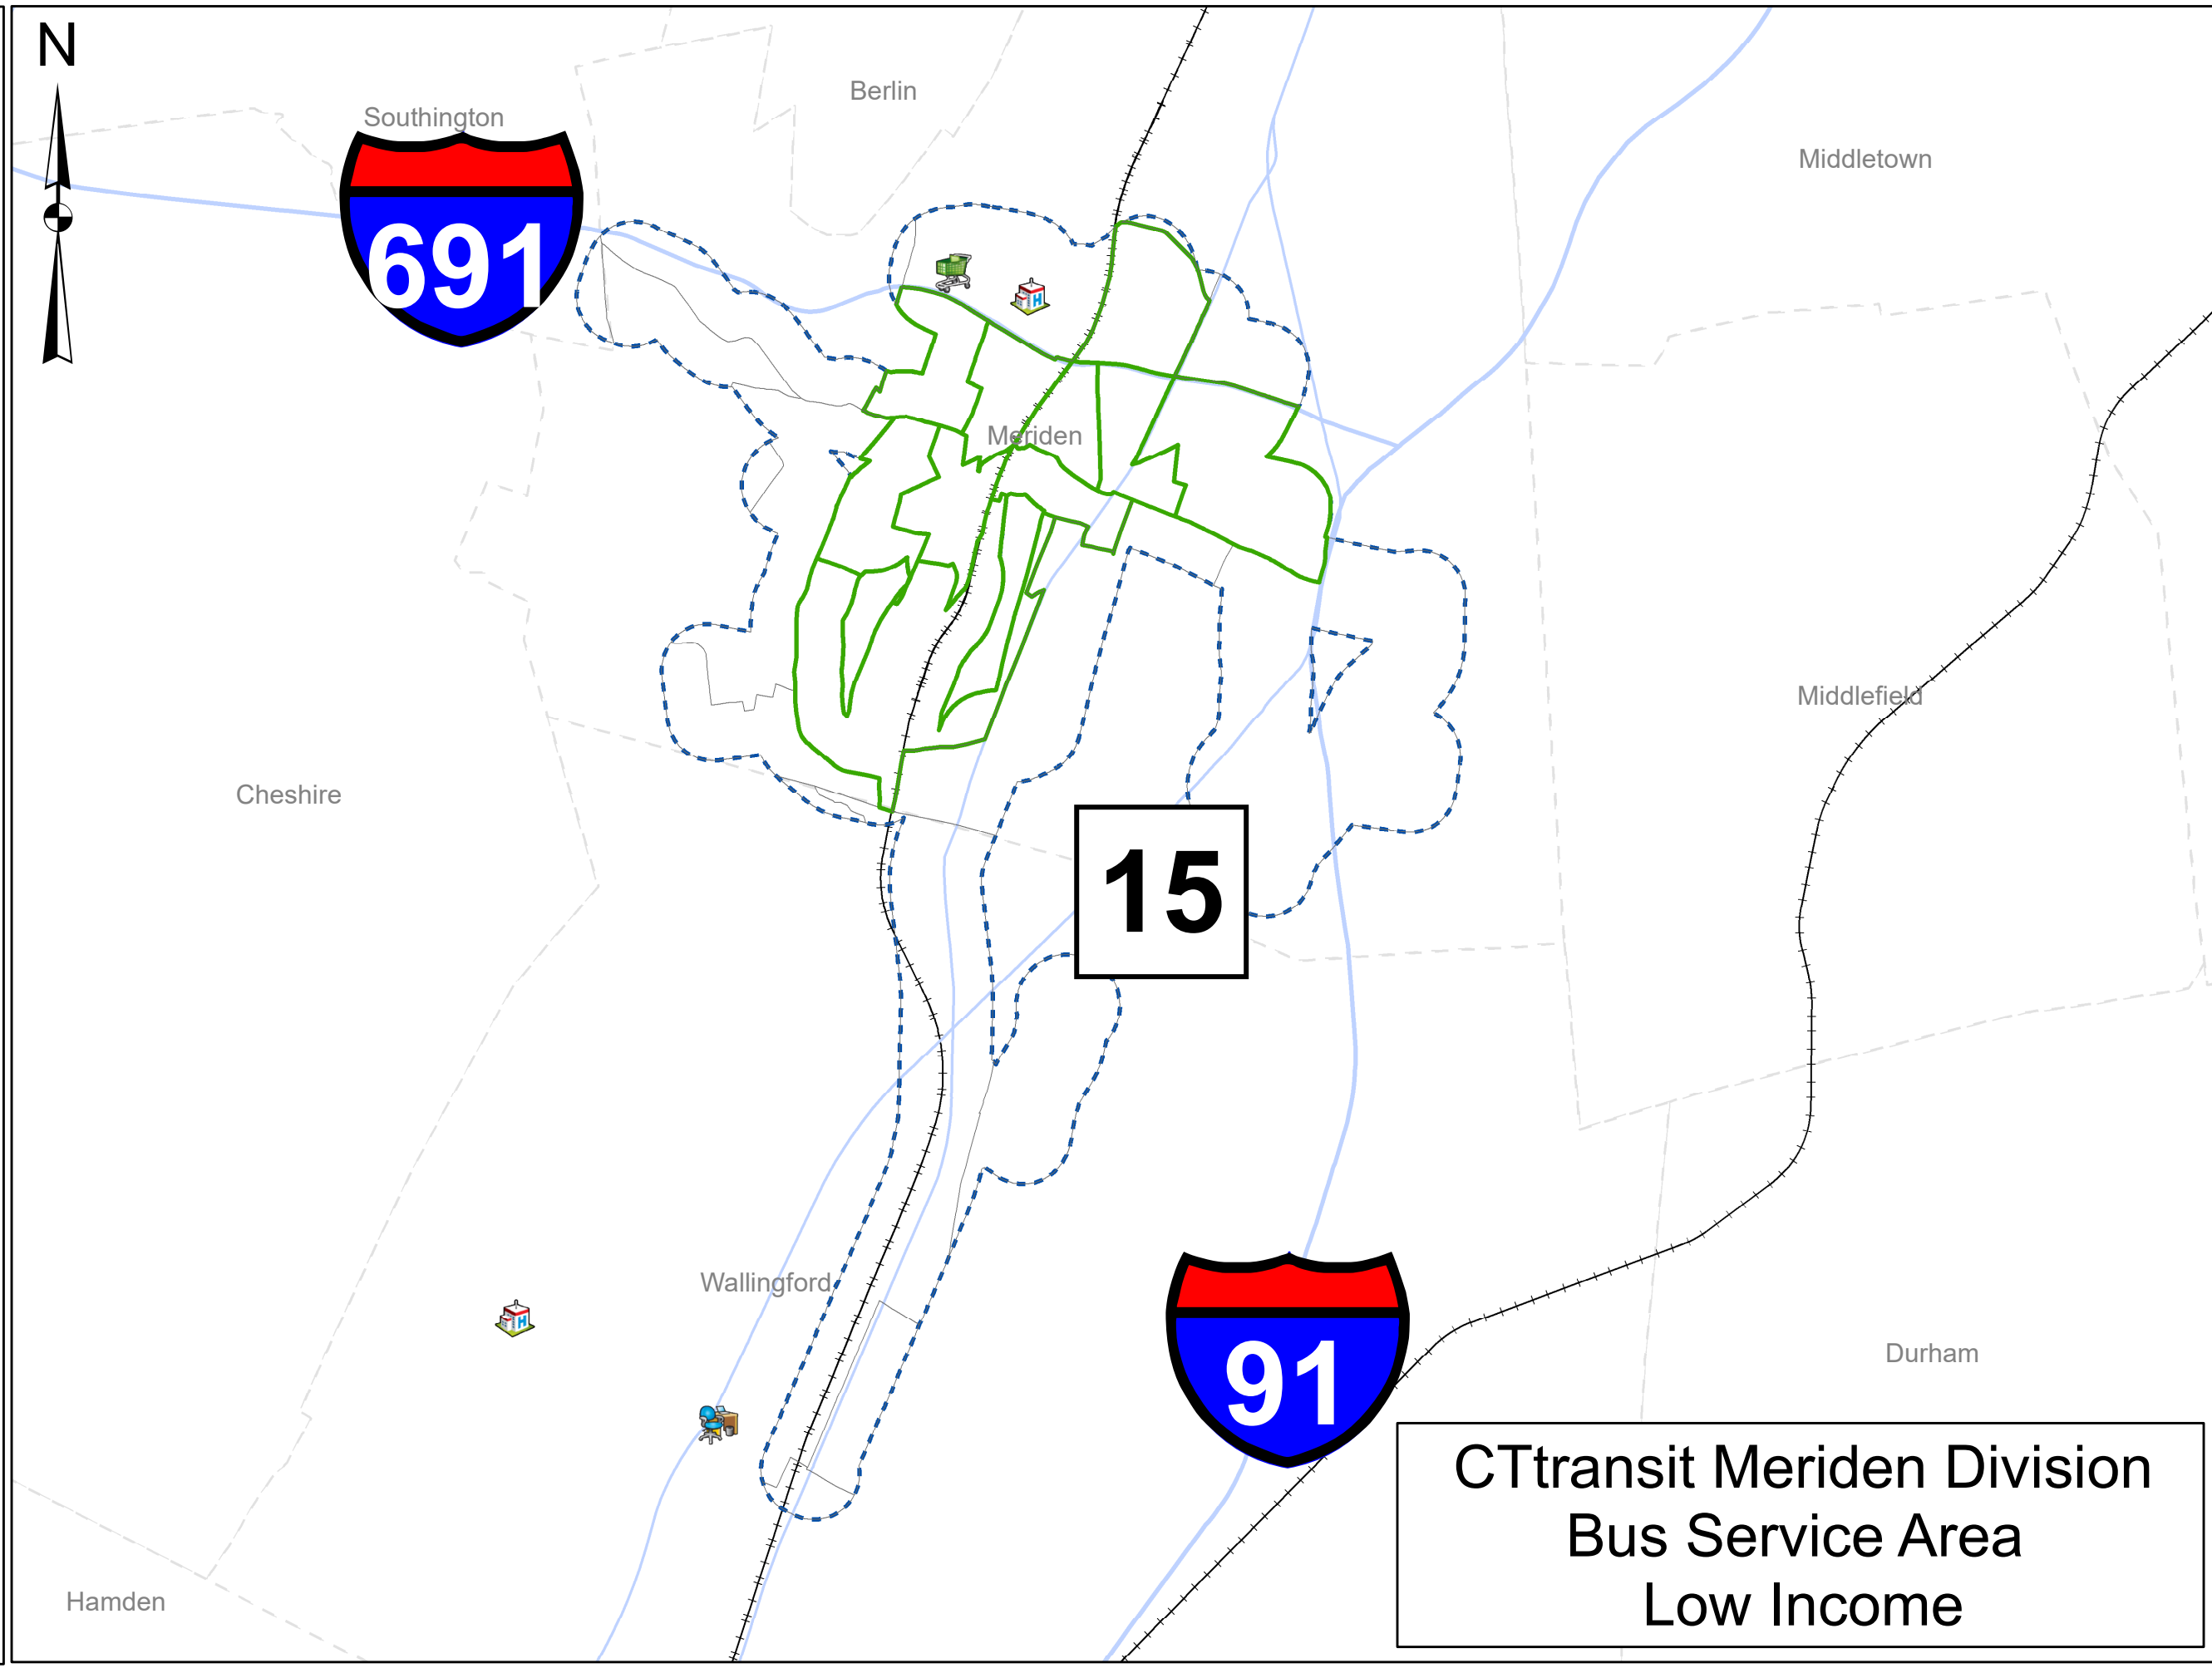 N
Berlin
Southington
Middletown
691
Meriden
Middlefield
Cheshire
15
Wallingford
Durham
91
CTtransit Meriden Division
Bus Service Area
Low Income
Hamden